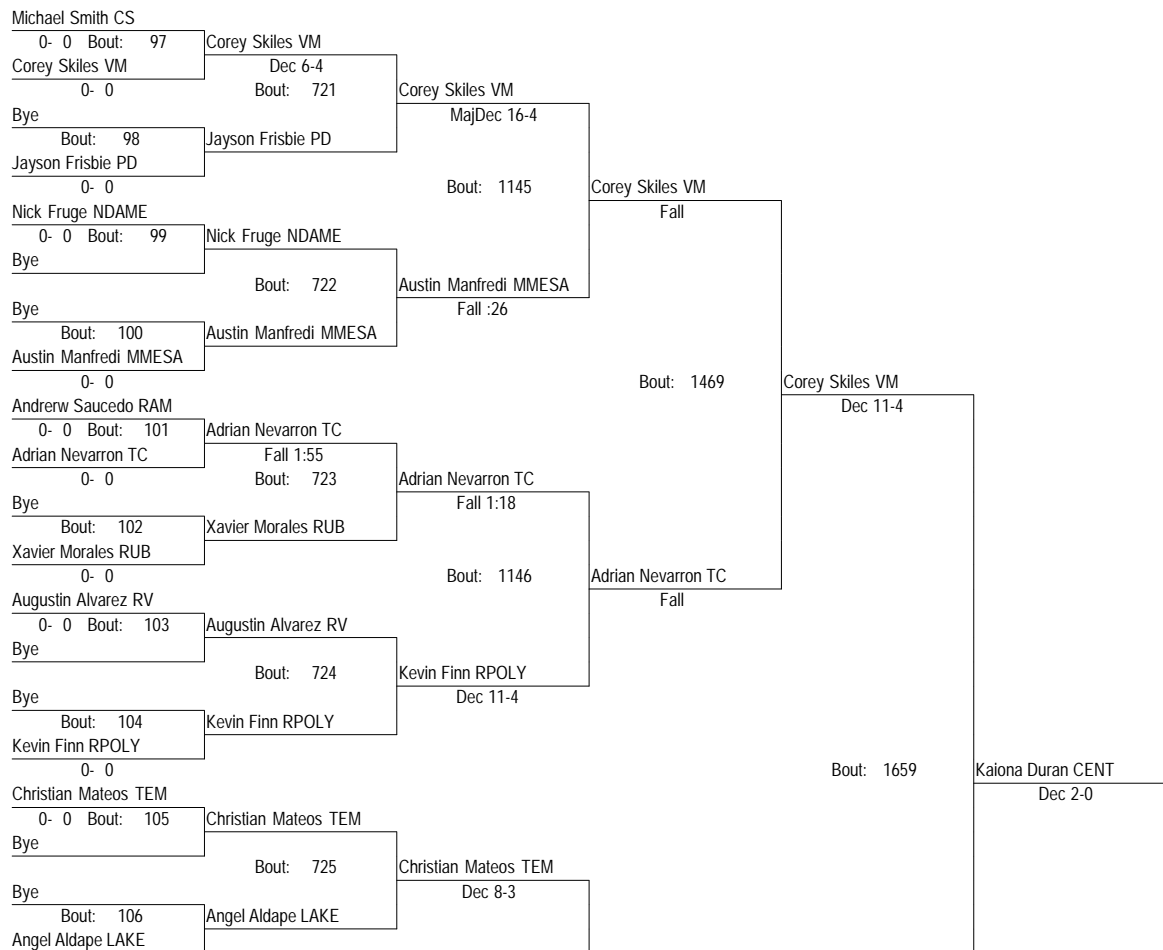 Michael Smith CS
0- 0 Bout: 97 Corey Skiles VM
Corey Skiles VM Dec 6-4
0- 0 Bout: 721 Corey Skiles VM
Bye MajDec 16-4
Bout: 98 Jayson Frisbie PD
Jayson Frisbie PD
0- 0 Bout: 1145 Corey Skiles VM
Nick Fruge NDAME Fall
0- 0 Bout: 99 Nick Fruge NDAME
Bye
Bout: 722 Austin Manfredi MMESA
Bye Fall :26
Bout: 100 Austin Manfredi MMESA
Austin Manfredi MMESA
0- 0 Bout: 1469 Corey Skiles VM
Andrerw Saucedo RAM Dec 11-4
0- 0 Bout: 101 Adrian Nevarron TC
Adrian Nevarron TC Fall 1:55
0- 0 Bout: 723 Adrian Nevarron TC
Bye Fall 1:18
Bout: 102 Xavier Morales RUB
Xavier Morales RUB
0- 0 Bout: 1146 Adrian Nevarron TC
Augustin Alvarez RV Fall
0- 0 Bout: 103 Augustin Alvarez RV
Bye
Bout: 724 Kevin Finn RPOLY
Bye Dec 11-4
Bout: 104 Kevin Finn RPOLY
Kevin Finn RPOLY
0- 0 Bout: 1659 Kaiona Duran CENT
Christian Mateos TEM Dec 2-0
0- 0 Bout: 105 Christian Mateos TEM
Bye
Bout: 725 Christian Mateos TEM
Bye Dec 8-3
Bout: 106 Angel Aldape LAKE
Angel Aldape LAKE